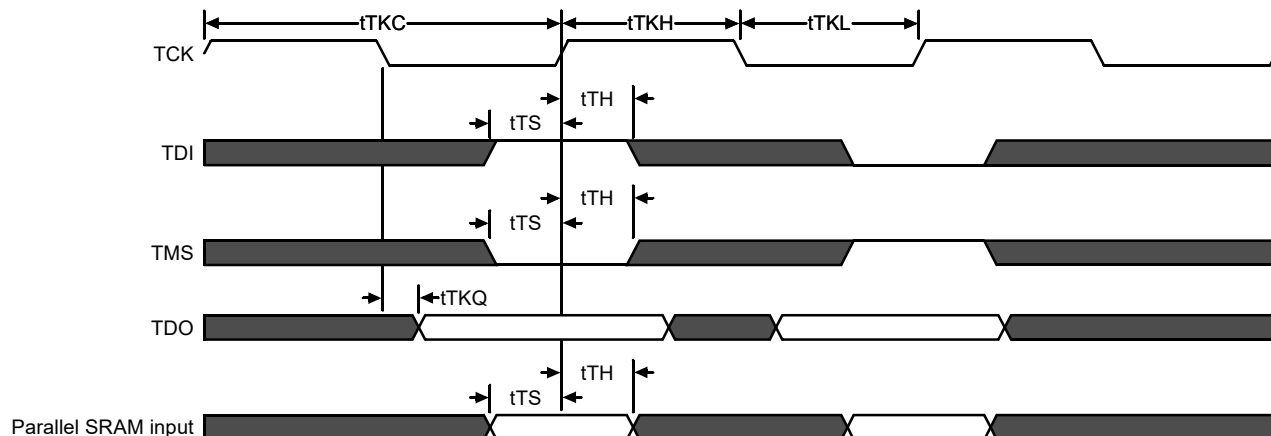 tTKC tTKH tTKL
TCK
tTH
tTS
TDI
tTH
tTS
TMS
tTKQ
TDO
tTH
tTS
Parallel SRAM input